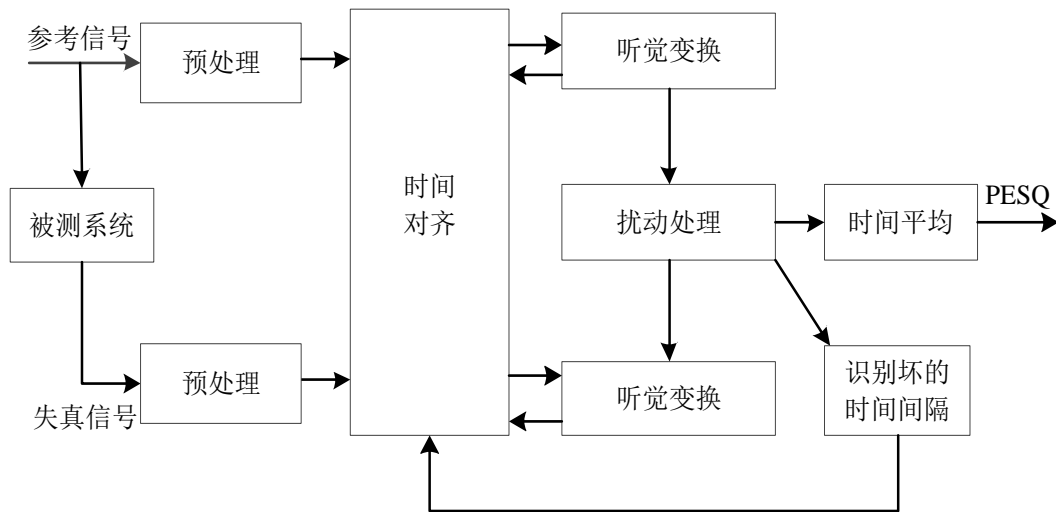 参考信号
预处理
听觉变换
时间
对齐
被测系统
扰动处理
时间平均
PESQ
预处理
失真信号
听觉变换
识别坏的
时间间隔